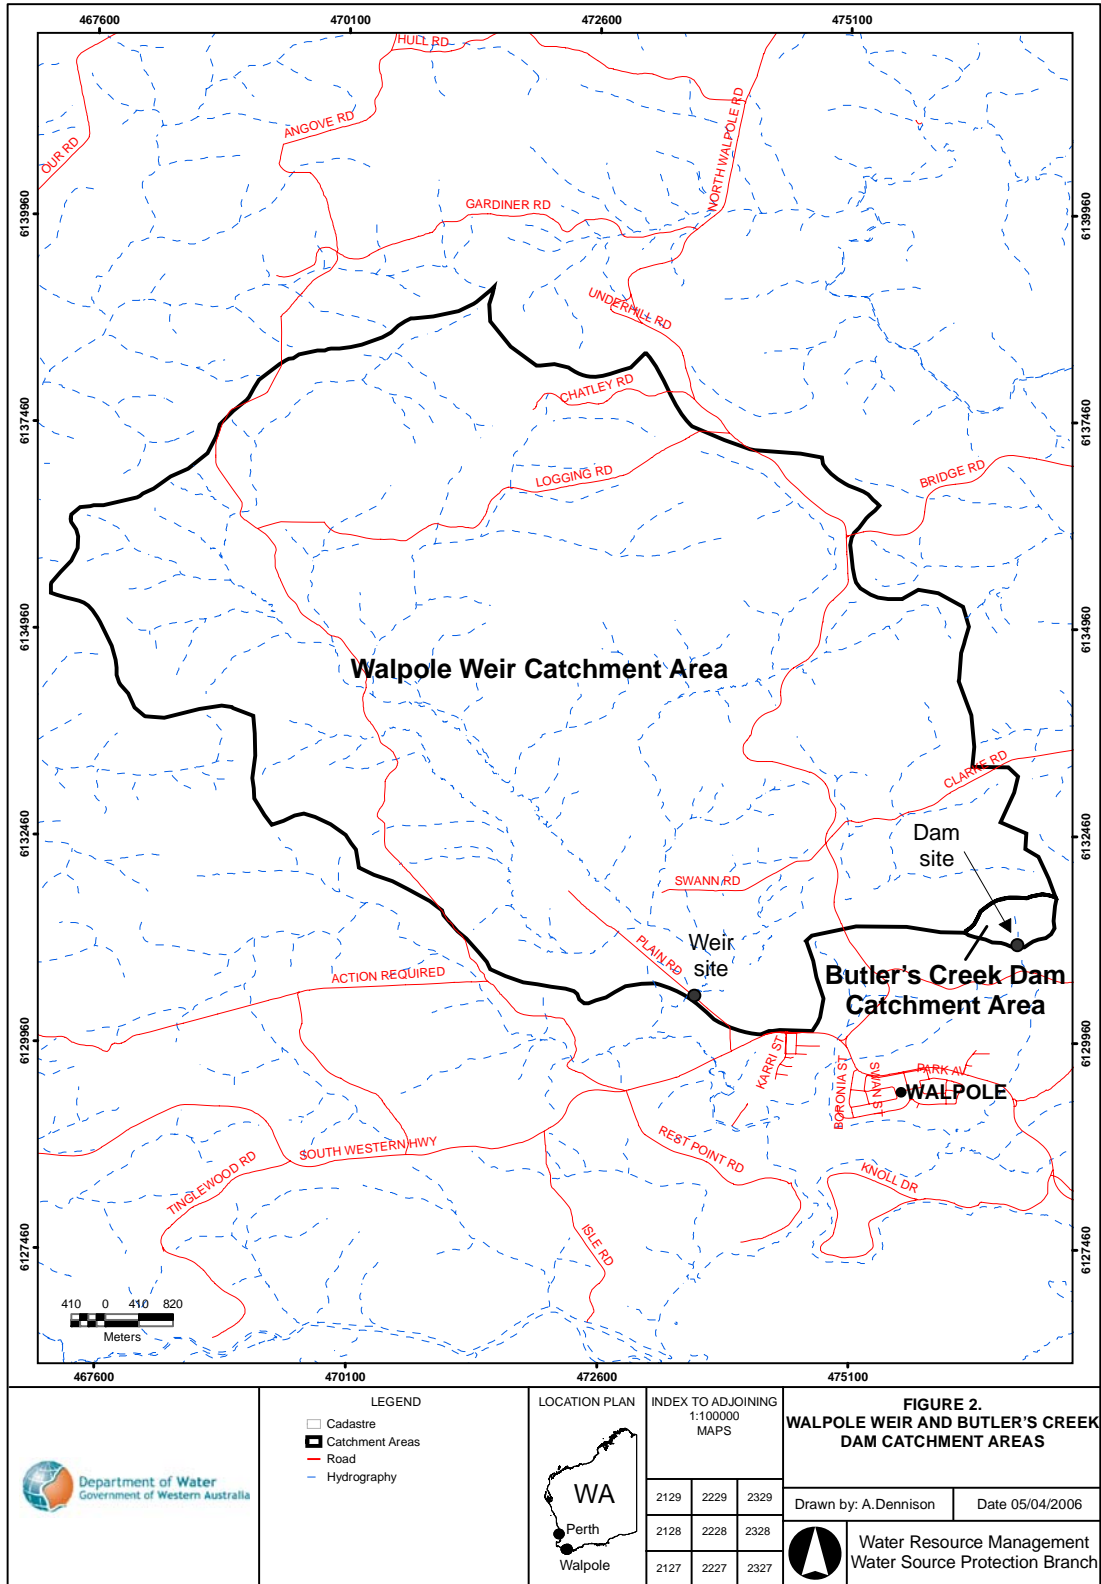 467600
470100
472600
475100
HULL RD
ANGOVE RD
OUR RD
NORTH WALPOLE RD
GARDINER RD
6139960
6139960
UNDERHILL RD
CHATLEY RD
6137460
6137460
LOGGING RD
BRIDGE RD
6134960
6134960
Walpole Weir Catchment Area
CLARKE RD
6132460
6132460
Dam
site
SWANN RD
PLAIN RD
Weir
site
ACTION REQUIRED
Butler's Creek Dam
Catchment Area
6129960
6129960
KARRI ST
BORONIA ST
SWAN ST
PARK AV
WALPOLE
SOUTH WESTERN HWY
REST POINT RD
TINGLEWOOD RD
KNOLL DR
ISLE RD
6127460
6127460
410 0 410 820
Meters
467600
470100
472600
475100
Department of Water
Government of Western Australia
LEGEND
Cadastre
Catchment Areas
Road
Hydrography
LOCATION PLAN
WA
Perth
Walpole
INDEX TO ADJOINING
1:100000
MAPS
2129 2229 2329
2128 2228 2328
2127 2227 2327
FIGURE 2.
WALPOLE WEIR AND BUTLER'S CREEK
DAM CATCHMENT AREAS
Drawn by: A.Dennison
Date 05/04/2006
Water Resource Management
Water Source Protection Branch